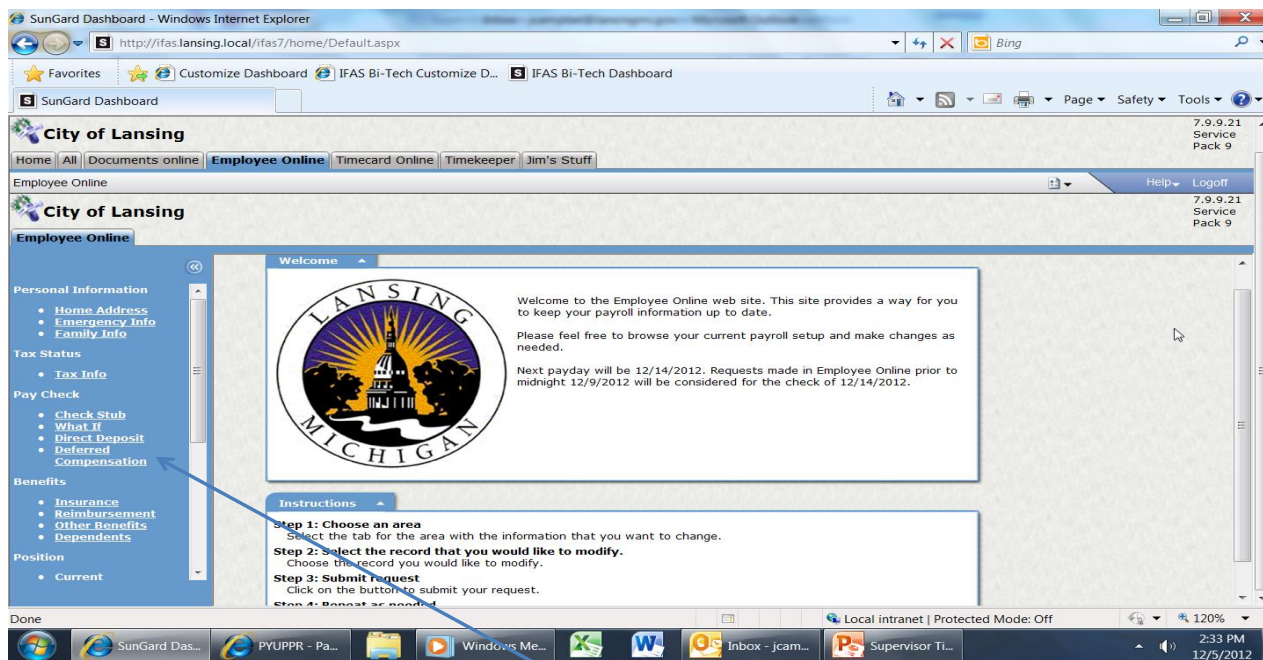 SunGard Dashboard - Windows Internet Explorer
http://ifas.lansing.local/ifas7/home/Default.aspx
Bing
Favorites
Customize Dashboard
IFAS Bi-Tech Customize D...
IFAS Bi-Tech Dashboard
SunGard Dashboard
Page
Safety
Tools
City of Lansing
7.9.9.21
Service
Pack 9
Home
All
Documents online
Employee Online
Timecard Online
Timekeeper
Jim's Stuff
Employee Online
Help
Logoff
City of Lansing
7.9.9.21
Service
Pack 9
Employee Online
Personal Information
Home Address
Emergency Info
Family Info
Tax Status
Tax Info
Pay Check
Check Stub
What If
Direct Deposit
Deferred
Compensation
Benefits
Insurance
Reimbursement
Other Benefits
Dependents
Position
Current
Welcome
LANSING
MICHIGAN
Welcome to the Employee Online web site. This site provides a way for you
to keep your payroll information up to date.
Please feel free to browse your current payroll setup and make changes as
needed.
Next payday will be 12/14/2012. Requests made in Employee Online prior to
midnight 12/9/2012 will be considered for the check of 12/14/2012.
Instructions
Step 1: Choose an area
Select the tab for the area with the information that you want to change.
Step 2: Select the record that you would like to modify.
Choose the record you would like to modify.
Step 3: Submit request
Click on the button to submit your request.
Step 4: Repeat as needed
Done
Local intranet | Protected Mode: Off
120%
SunGard Das...
PYUPPR - Pa...
Windows Me...
Inbox - jcam...
Supervisor Ti...
2:33 PM
12/5/2012